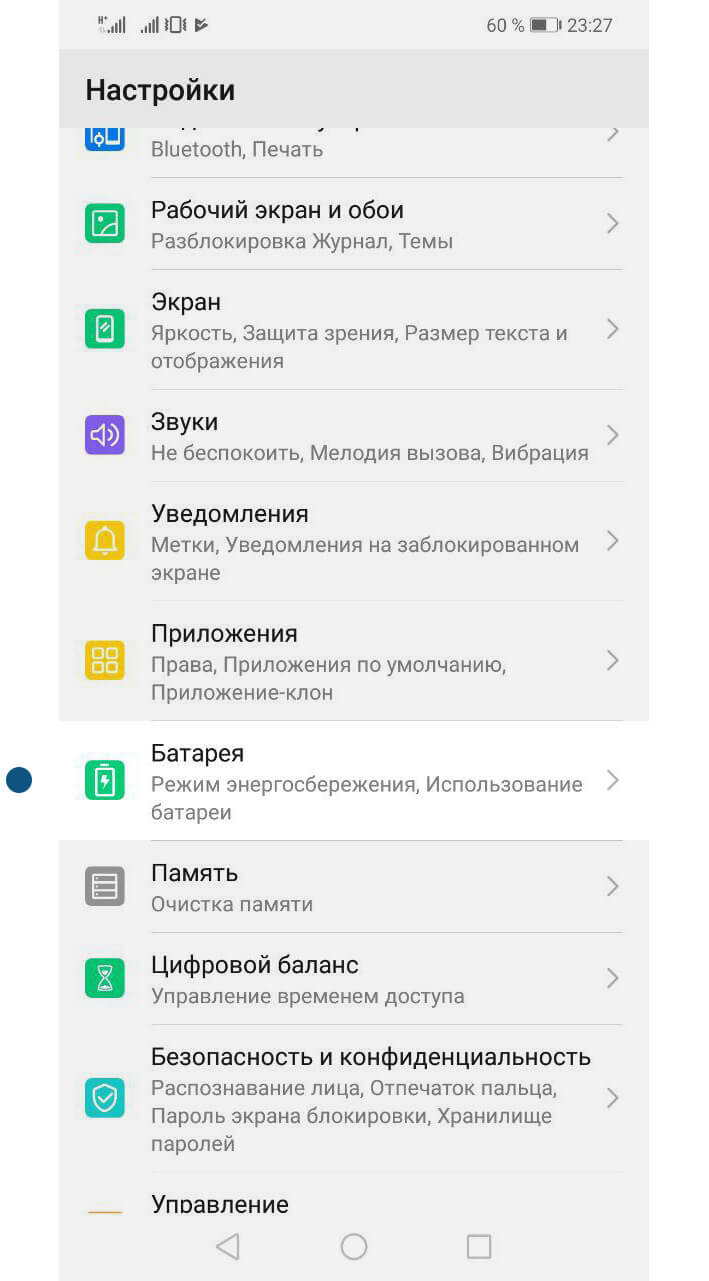 60 % 23:27
Настройки
Bluetooth, Печать
Рабочий экран и обои
Разблокировка Журнал, Темы
Экран
Яркость, Защита зрения, Размер текста и
отображения
Звуки
Не беспокоить, Мелодия вызова, Вибрация
Уведомления
Метки, Уведомления на заблокированном
экране
Приложения
Права, Приложения по умолчанию,
Приложение-клон
Батарея
Режим энергосбережения, Использование
батареи
Память
Очистка памяти
Цифровой баланс
Управление временем доступа
Безопасность и конфиденциальность
Распознавание лица, Отпечаток пальца,
Пароль экрана блокировки, Хранилище
паролей
Управление